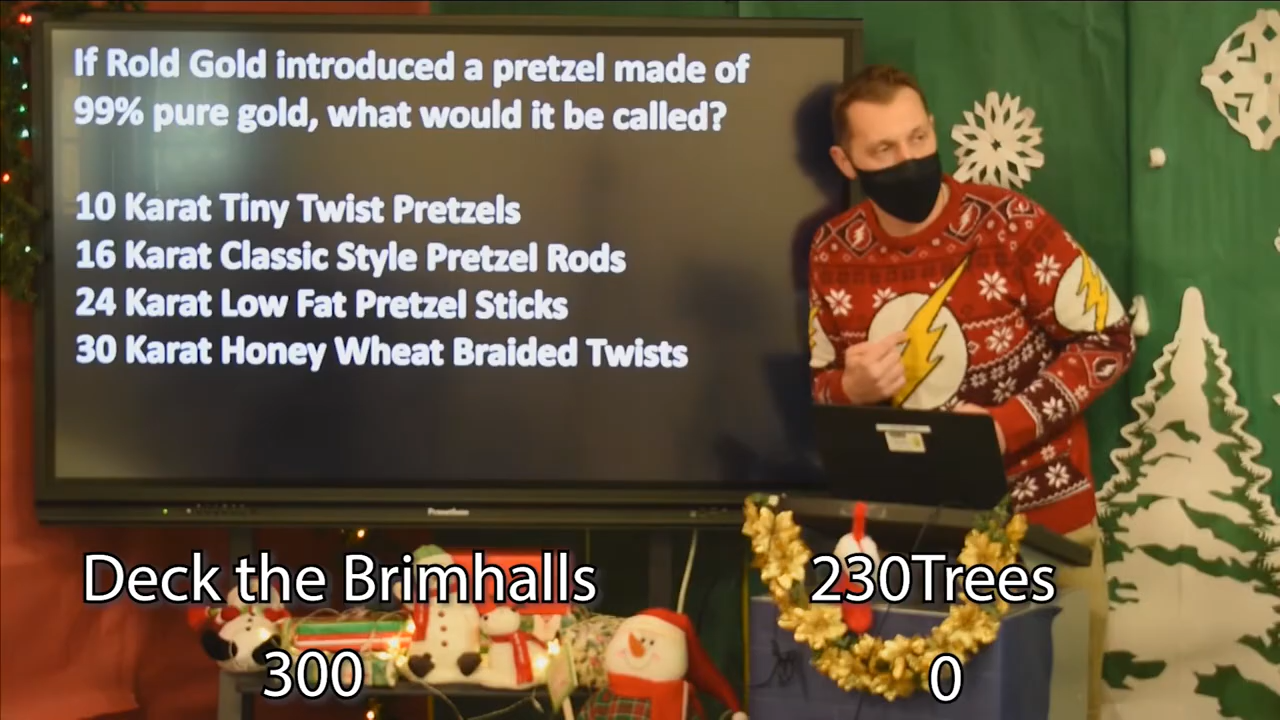 If Rold Gold introduced a pretzel made of
99% pure gold, what would it be called?
10 Karat Tiny Twist Pretzels
16 Karat Classic Style Pretzel Rods
24 Karat Low Fat Pretzel Sticks
30 Karat Honey Wheat Braided Twists
Promethean
Deck the Brimhalls
230Trees
300
0